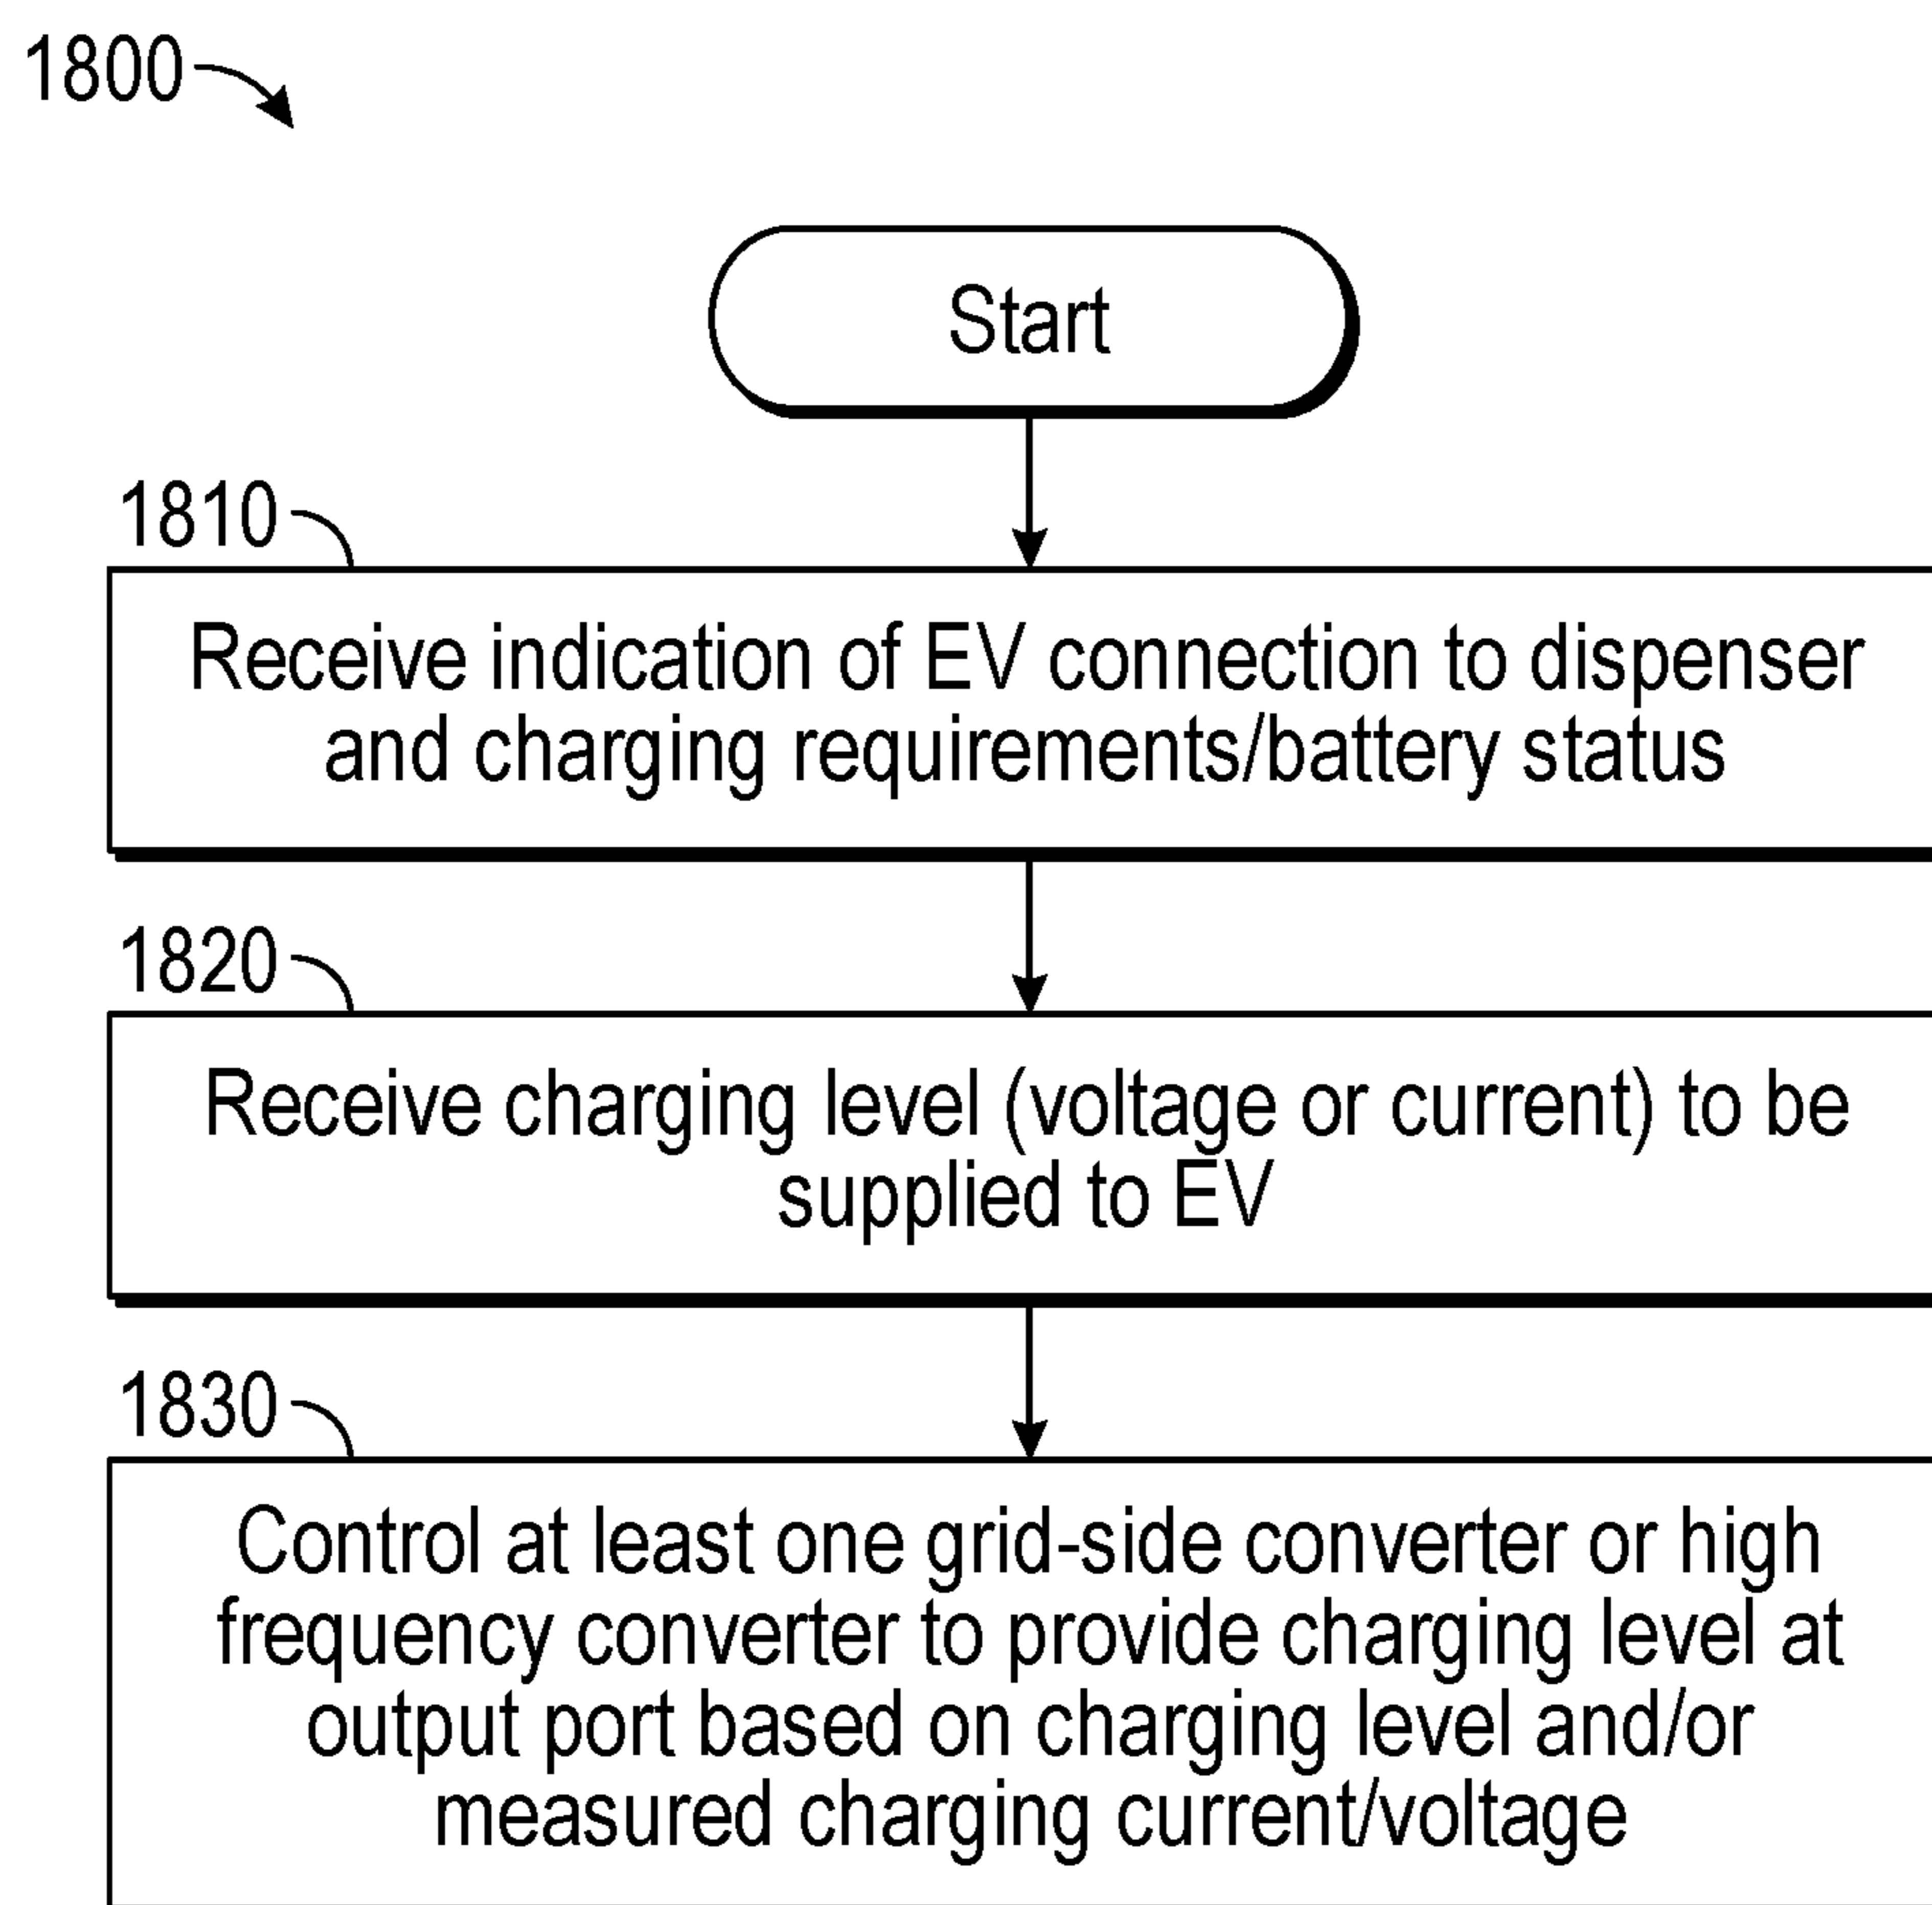 1800
Start
1810
Receive indication of EV connection to dispenser
and charging requirements/battery status
1820
Receive charging level (voltage or current) to be
supplied to EV
1830
Control at least one grid-side converter or high
frequency converter to provide charging level at
output port based on charging level and/or
measured charging current/voltage